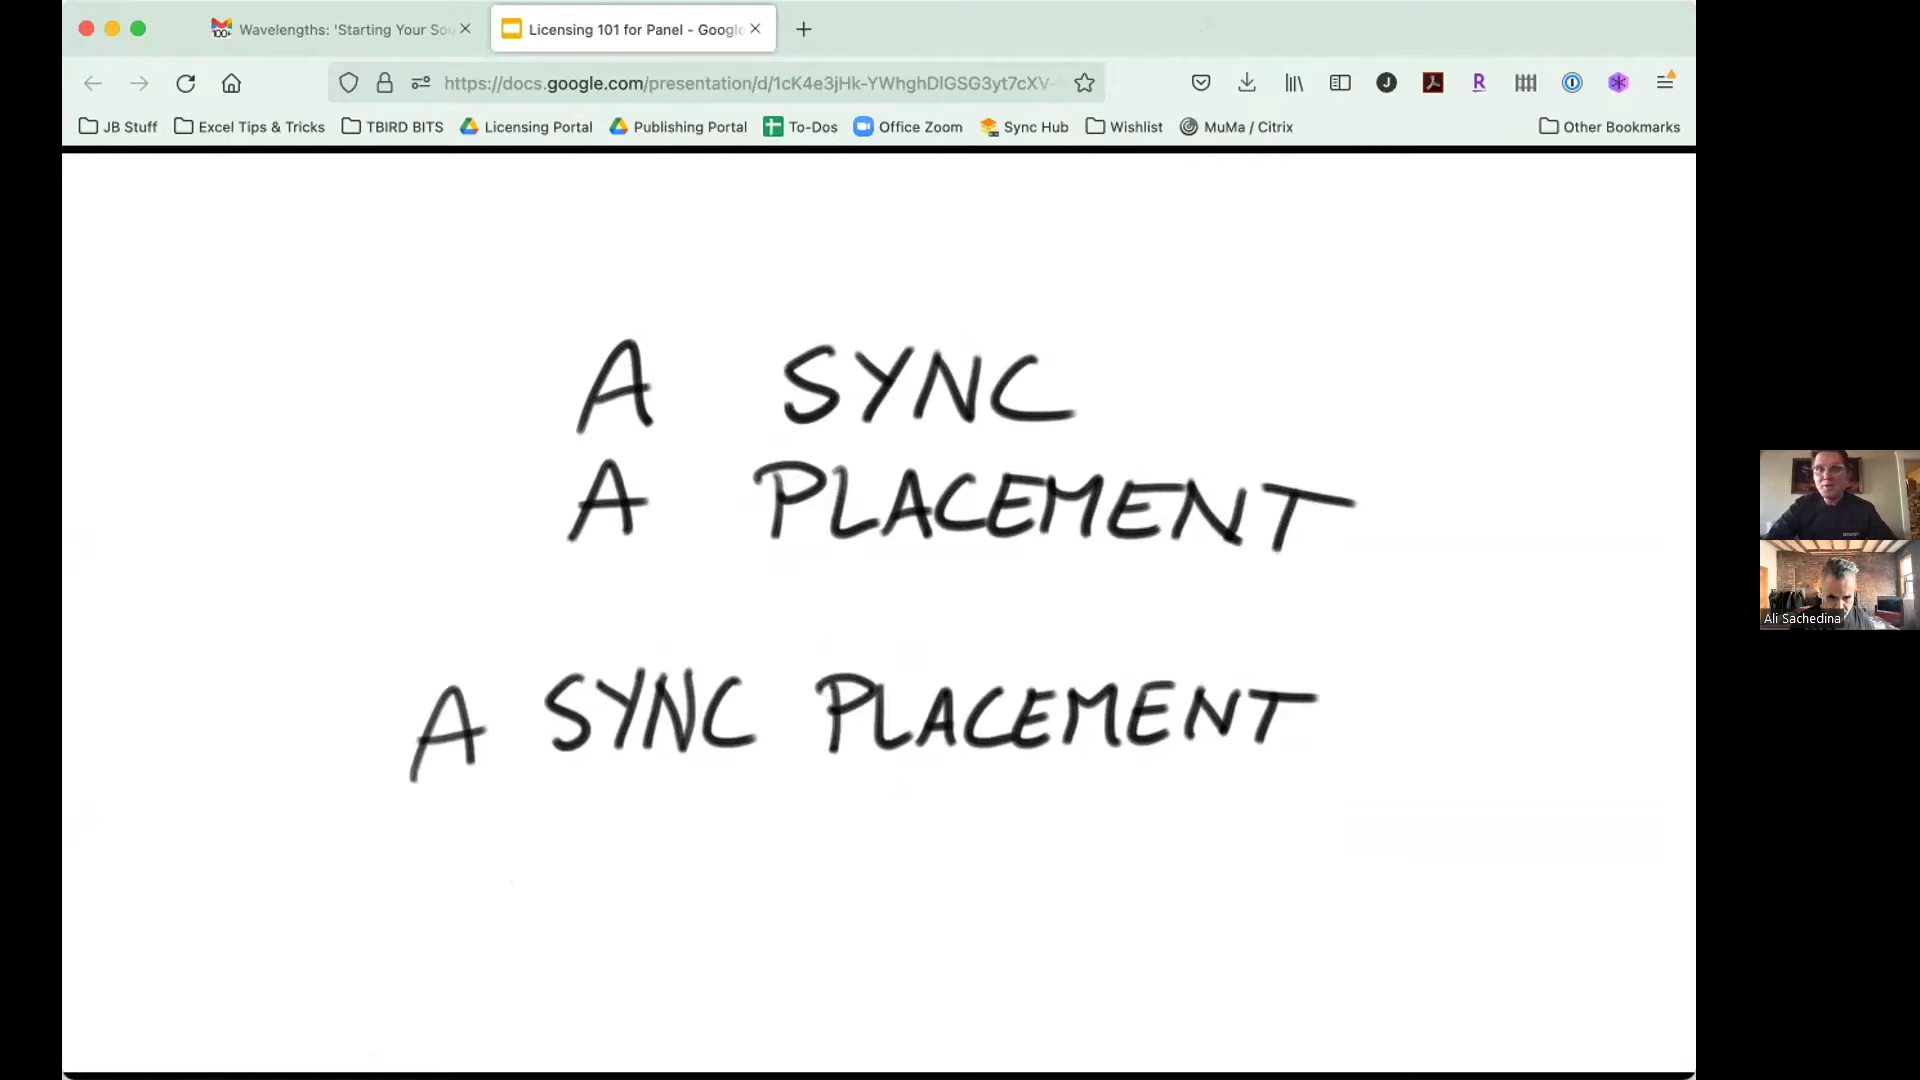 Wavelengths: 'Starting Your Sou
Licensing 101 for Panel - Google
https://docs.google.com/presentation/d/1cK4e3jHk-YWhghDlGSG3yt7cXV-
JB Stuff
Excel Tips & Tricks
TBIRD BITS
Licensing Portal
Publishing Portal
To-Dos
Office Zoom
Sync Hub
Wishlist
MuMa / Citrix
Other Bookmarks
A SYNC
A PLACEMENT
A SYNC PLACEMENT
Ali Sachedina